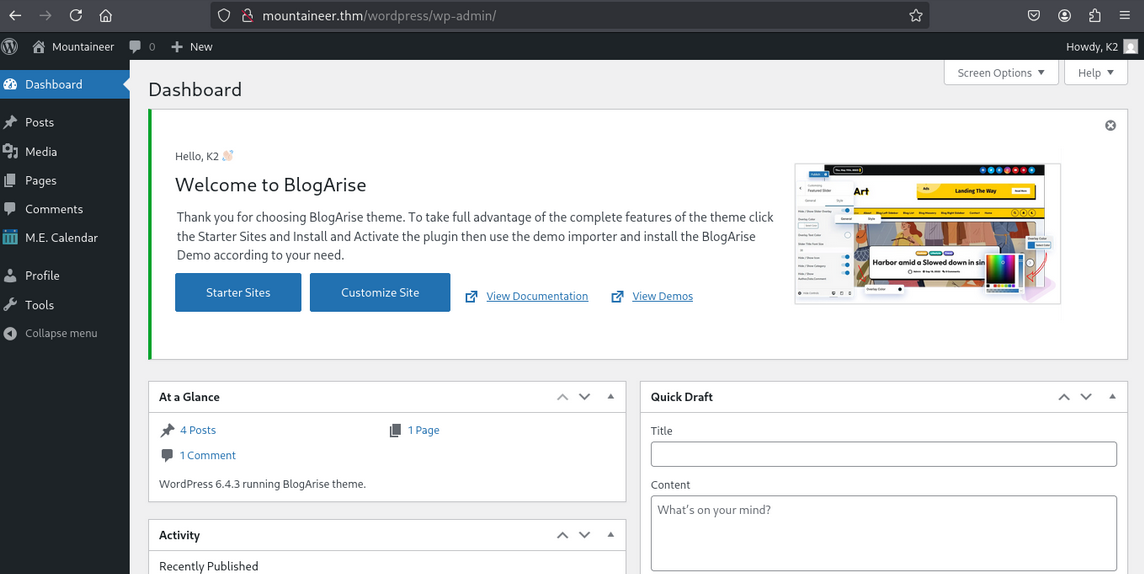 mountaineer.thm/wordpress/wp-admin/
Mountaineer 0 New Howdy, K2
Screen Options Help
Dashboard
Posts
Media
Pages
Comments
M.E. Calendar
Profile
Tools
Collapse menu
Dashboard
Hello, K2 👋🏻
Welcome to BlogArise
Thank you for choosing BlogArise theme. To take full advantage of the complete features of the theme click
the Starter Sites and Install and Activate the plugin then use the demo importer and install the BlogArise
Demo according to your need.
Starter Sites Customize Site View Documentation View Demos
Art
Landing The Way
Harbor amid a Slowed down in sin
At a Glance
4 Posts 1 Page
1 Comment
WordPress 6.4.3 running BlogArise theme.
Activity
Recently Published
Quick Draft
Title
Content
What's on your mind?